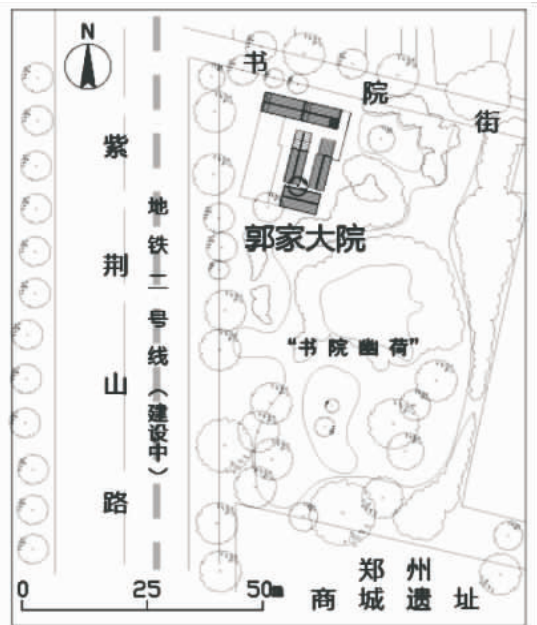 N
书院街
紫荆山路
地铁二号线（建设中）
郭家大院
“书院幽荷”
郑州
商城遗址
0 25 50m